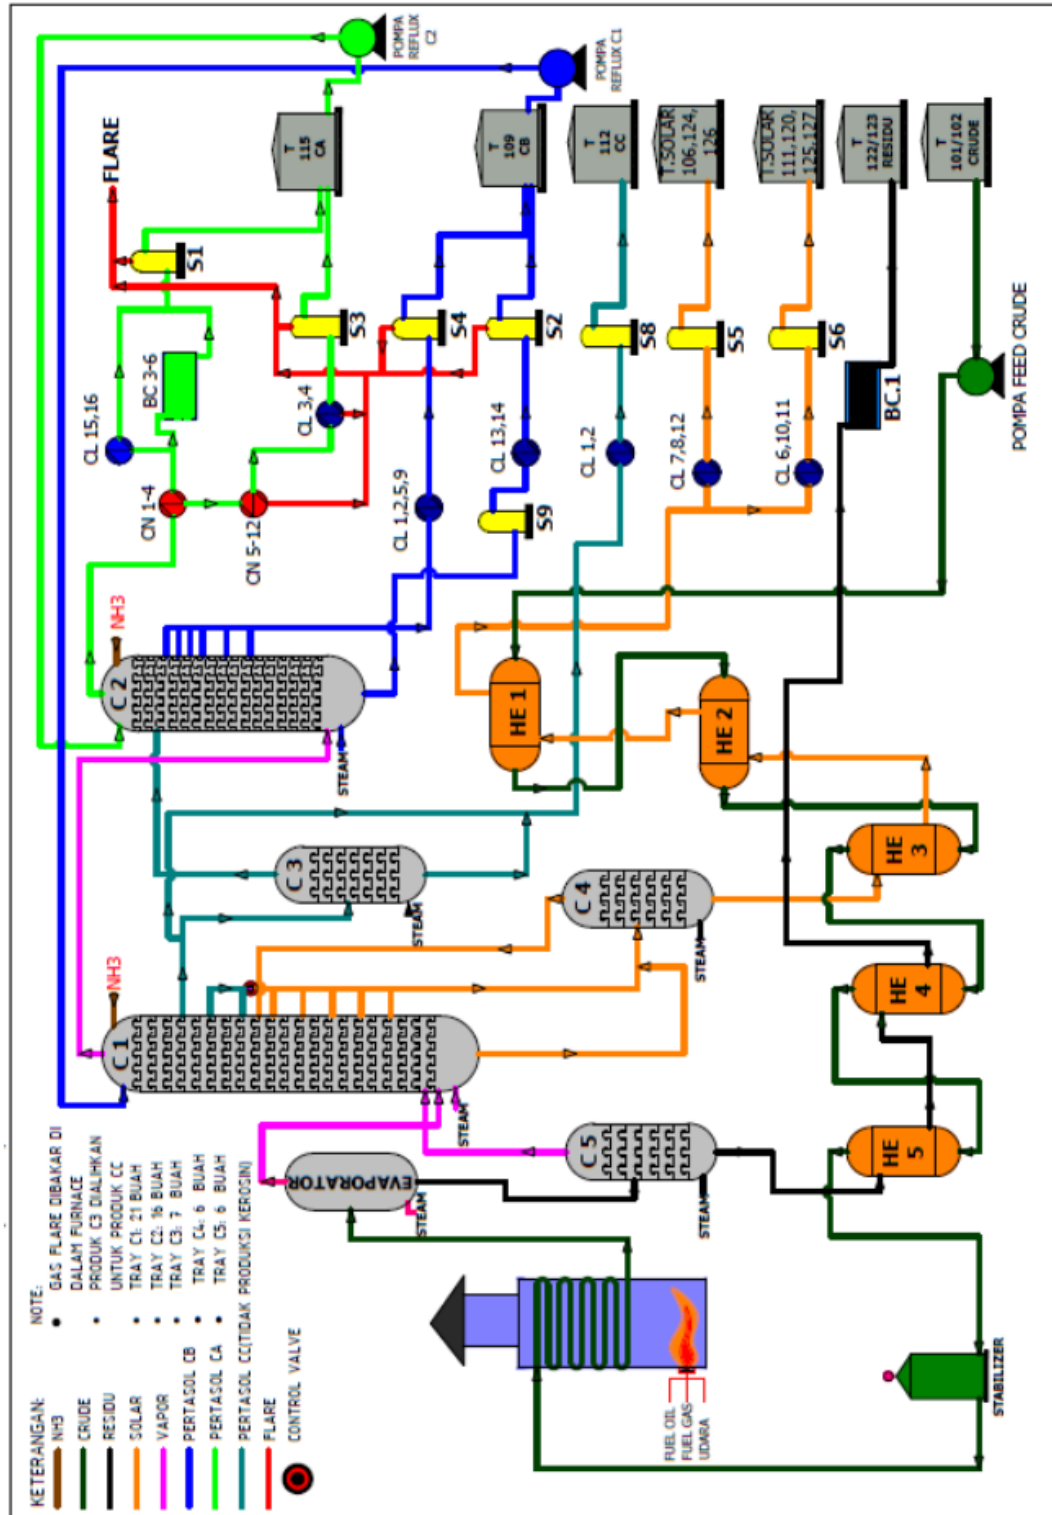 POMPA
REFLUX
C2
POMPA
REFLUX C1
FLARE
T
115
CA
T
109
CB
T
112
CC
T.SOLAR
106,124,
126
T.SOLAR
111,120,
125,127
T
122/123
RESIDU
T
101/102
CRUDE
S1
S3
S4
S2
S8
S5
S6
CL 15,16
BC 3-6
CL 3,4
CN 1-4
CN 5-12
CL 1,2,5,9
CL 13,14
S9
CL 1,2
CL 7,8,12
CL 6,10,11
BC.1
POMPA FEED CRUDE
NH3
C 2
STEAM
HE 1
HE 2
HE
3
HE
4
HE
5
C 3
STEAM
C 4
STEAM
NH3
C 1
STEAM
EVAPORATOR
STEAM
C 5
STEAM
FUEL OIL
FUEL GAS
UDARA
STABILIZER
KETERANGAN:
NH3
CRUDE
RESIDU
SOLAR
VAPOR
PERTASOL CB
PERTASOL CA
PERTASOL CC(TIDAK PRODUKSI KEROSIN)
FLARE
CONTROL VALVE
NOTE:
• GAS FLARE DIBAKAR DI
DALAM FURNACE
• PRODUK C3 DIALIHKAN
UNTUK PRODUK CC
• TRAY C1: 21 BUAH
• TRAY C2: 16 BUAH
• TRAY C3: 7 BUAH
• TRAY C4: 6 BUAH
• TRAY C5: 6 BUAH